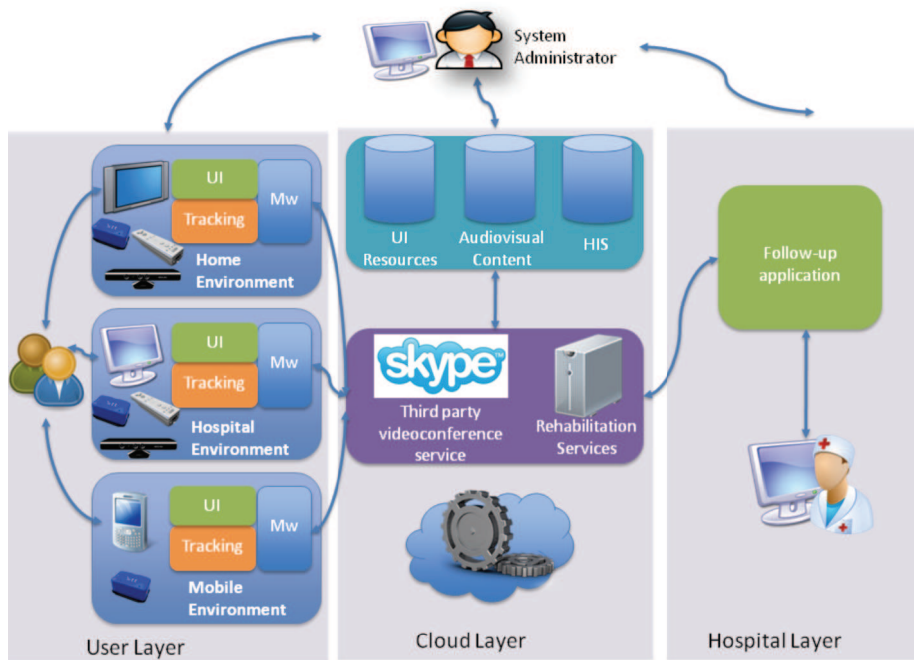 System
Administrator
UI
Tracking
Mw
Home
Environment
UI
Tracking
Mw
Hospital
Environment
UI
Tracking
Mw
Mobile
Environment
User Layer
UI
Resources
Audiovisual
Content
HIS
skype™
Third party
videoconference
service
Rehabilitation
Services
Cloud Layer
Follow-up
application
Hospital Layer